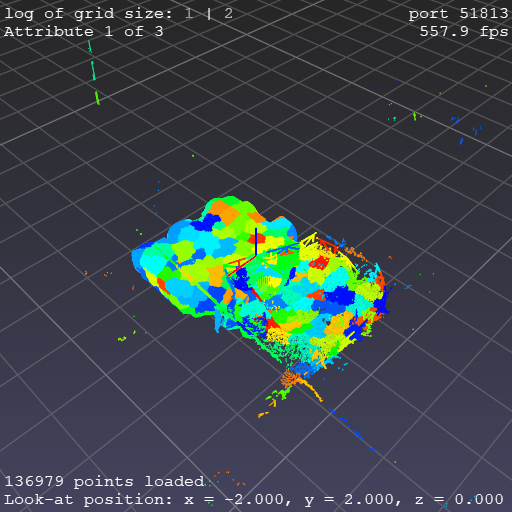 log of grid size: 1 | 2
port 51813
Attribute 1 of 3
557.9 fps
136979 points loaded
Look-at position: x = -2.000, y = 2.000, z = 0.000